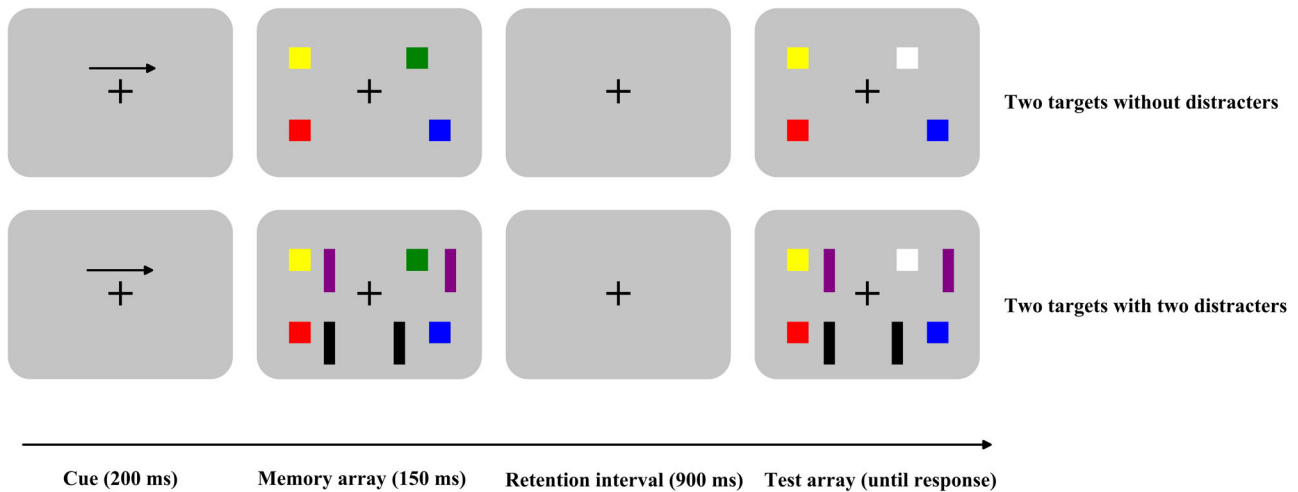 Two targets without distracters
Two targets with two distracters
Cue (200 ms)
Memory array (150 ms)
Retention interval (900 ms)
Test array (until response)